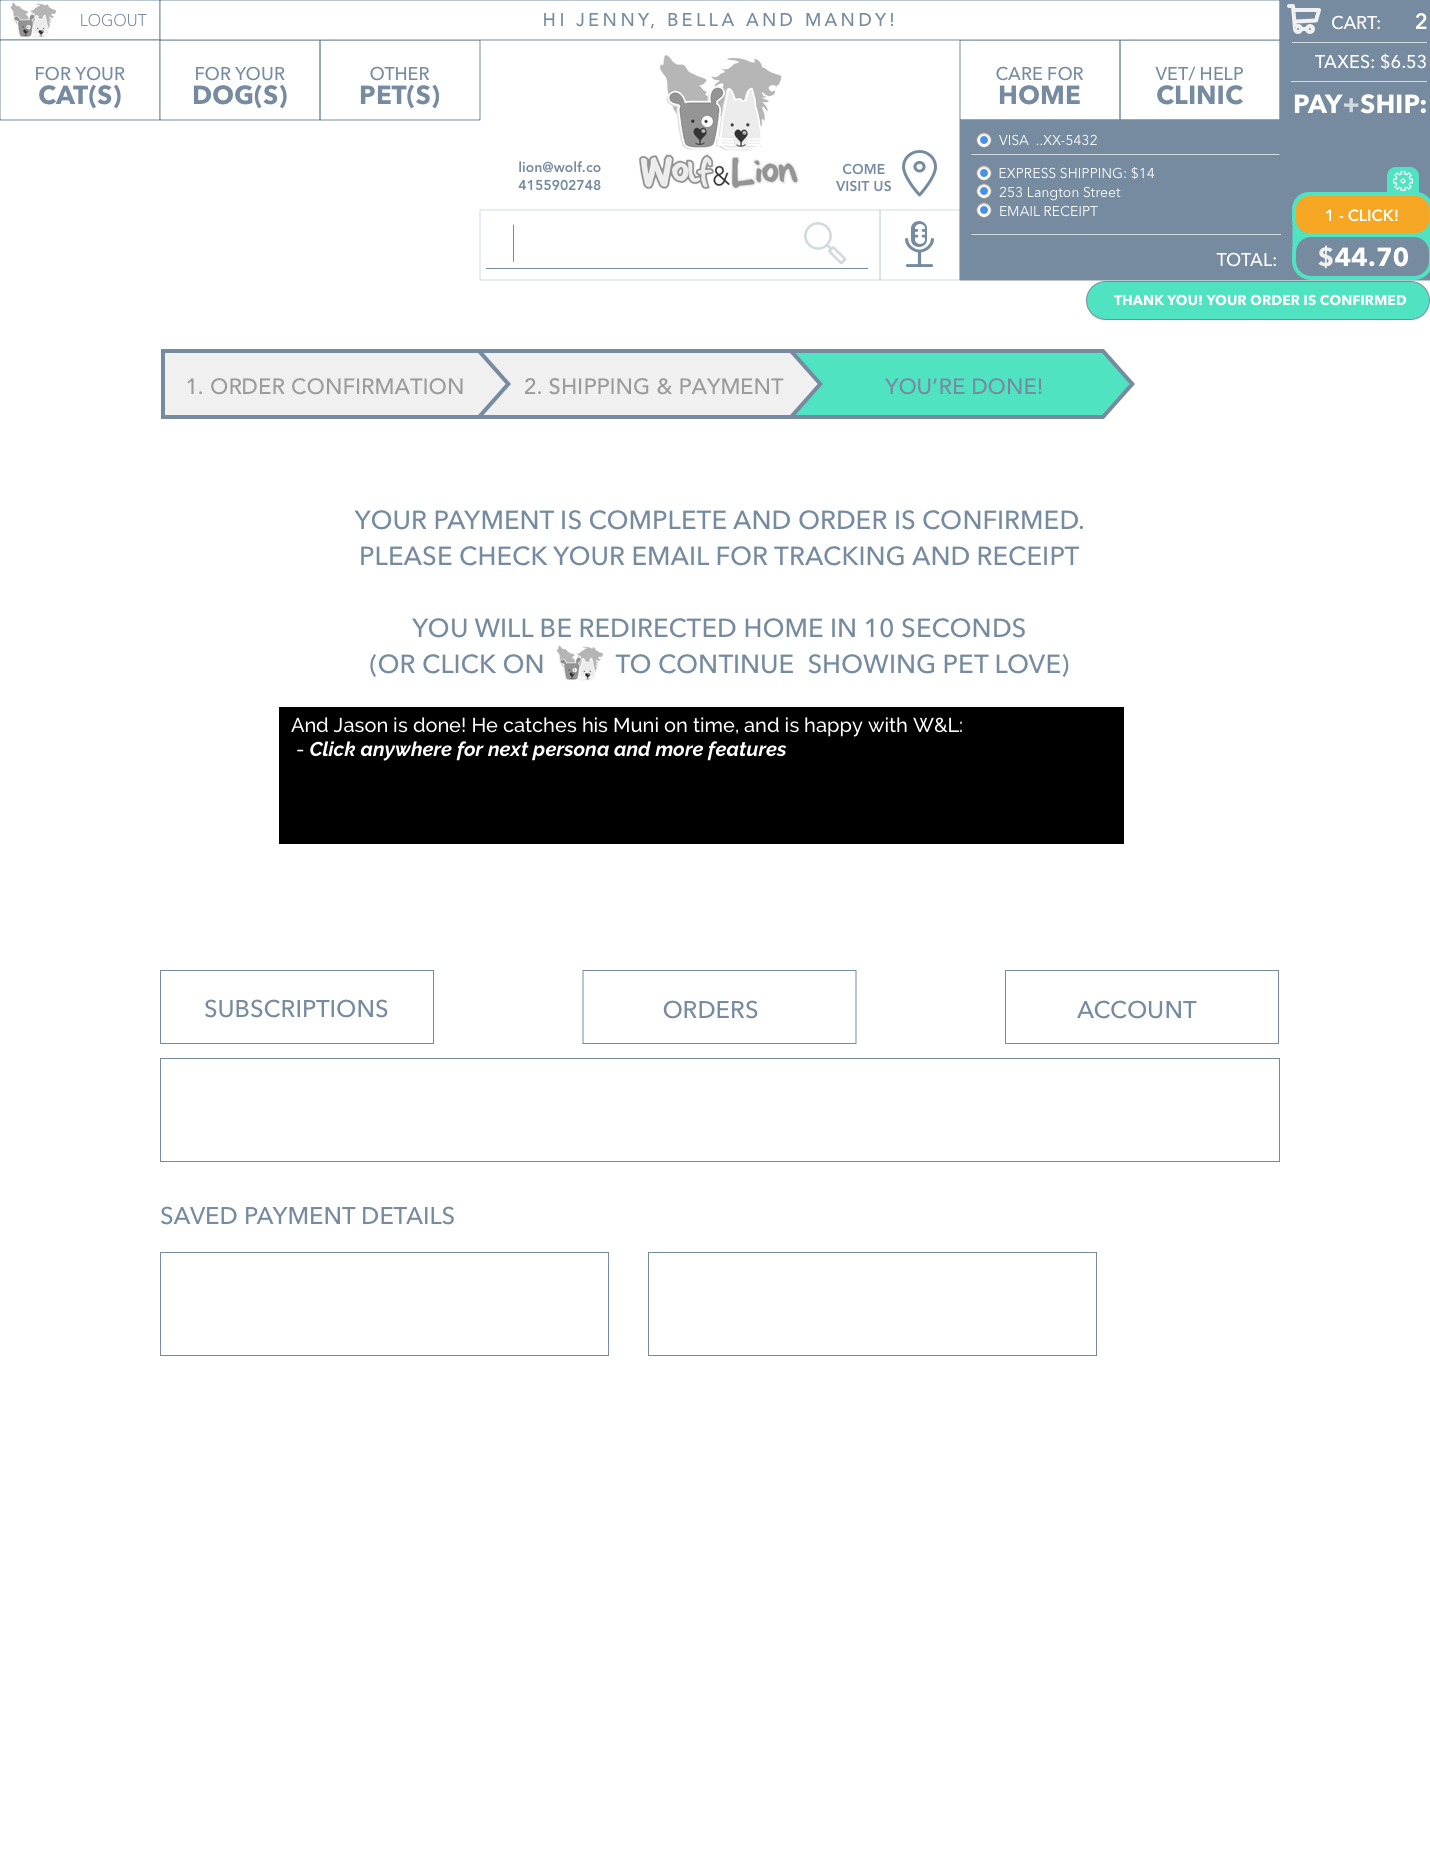 LOGOUT
HI JENNY, BELLA AND MANDY!
CART: 2
TAXES: $6.53
PAY+SHIP:
FOR YOUR
CAT(S)
FOR YOUR
DOG(S)
OTHER
PET(S)
CARE FOR
HOME
VET/ HELP
CLINIC
lion@wolf.co
4155902748
Wolf&Lion
COME
VISIT US
VISA ..XX-5432
EXPRESS SHIPPING: $14
253 Langton Street
EMAIL RECEIPT
1 - CLICK!
TOTAL: $44.70
THANK YOU! YOUR ORDER IS CONFIRMED
1. ORDER CONFIRMATION
2. SHIPPING & PAYMENT
YOU’RE DONE!
YOUR PAYMENT IS COMPLETE AND ORDER IS CONFIRMED.
PLEASE CHECK YOUR EMAIL FOR TRACKING AND RECEIPT
YOU WILL BE REDIRECTED HOME IN 10 SECONDS
(OR CLICK ON TO CONTINUE SHOWING PET LOVE)
And Jason is done! He catches his Muni on time, and is happy with W&L:
- Click anywhere for next persona and more features
SUBSCRIPTIONS
ORDERS
ACCOUNT
SAVED PAYMENT DETAILS